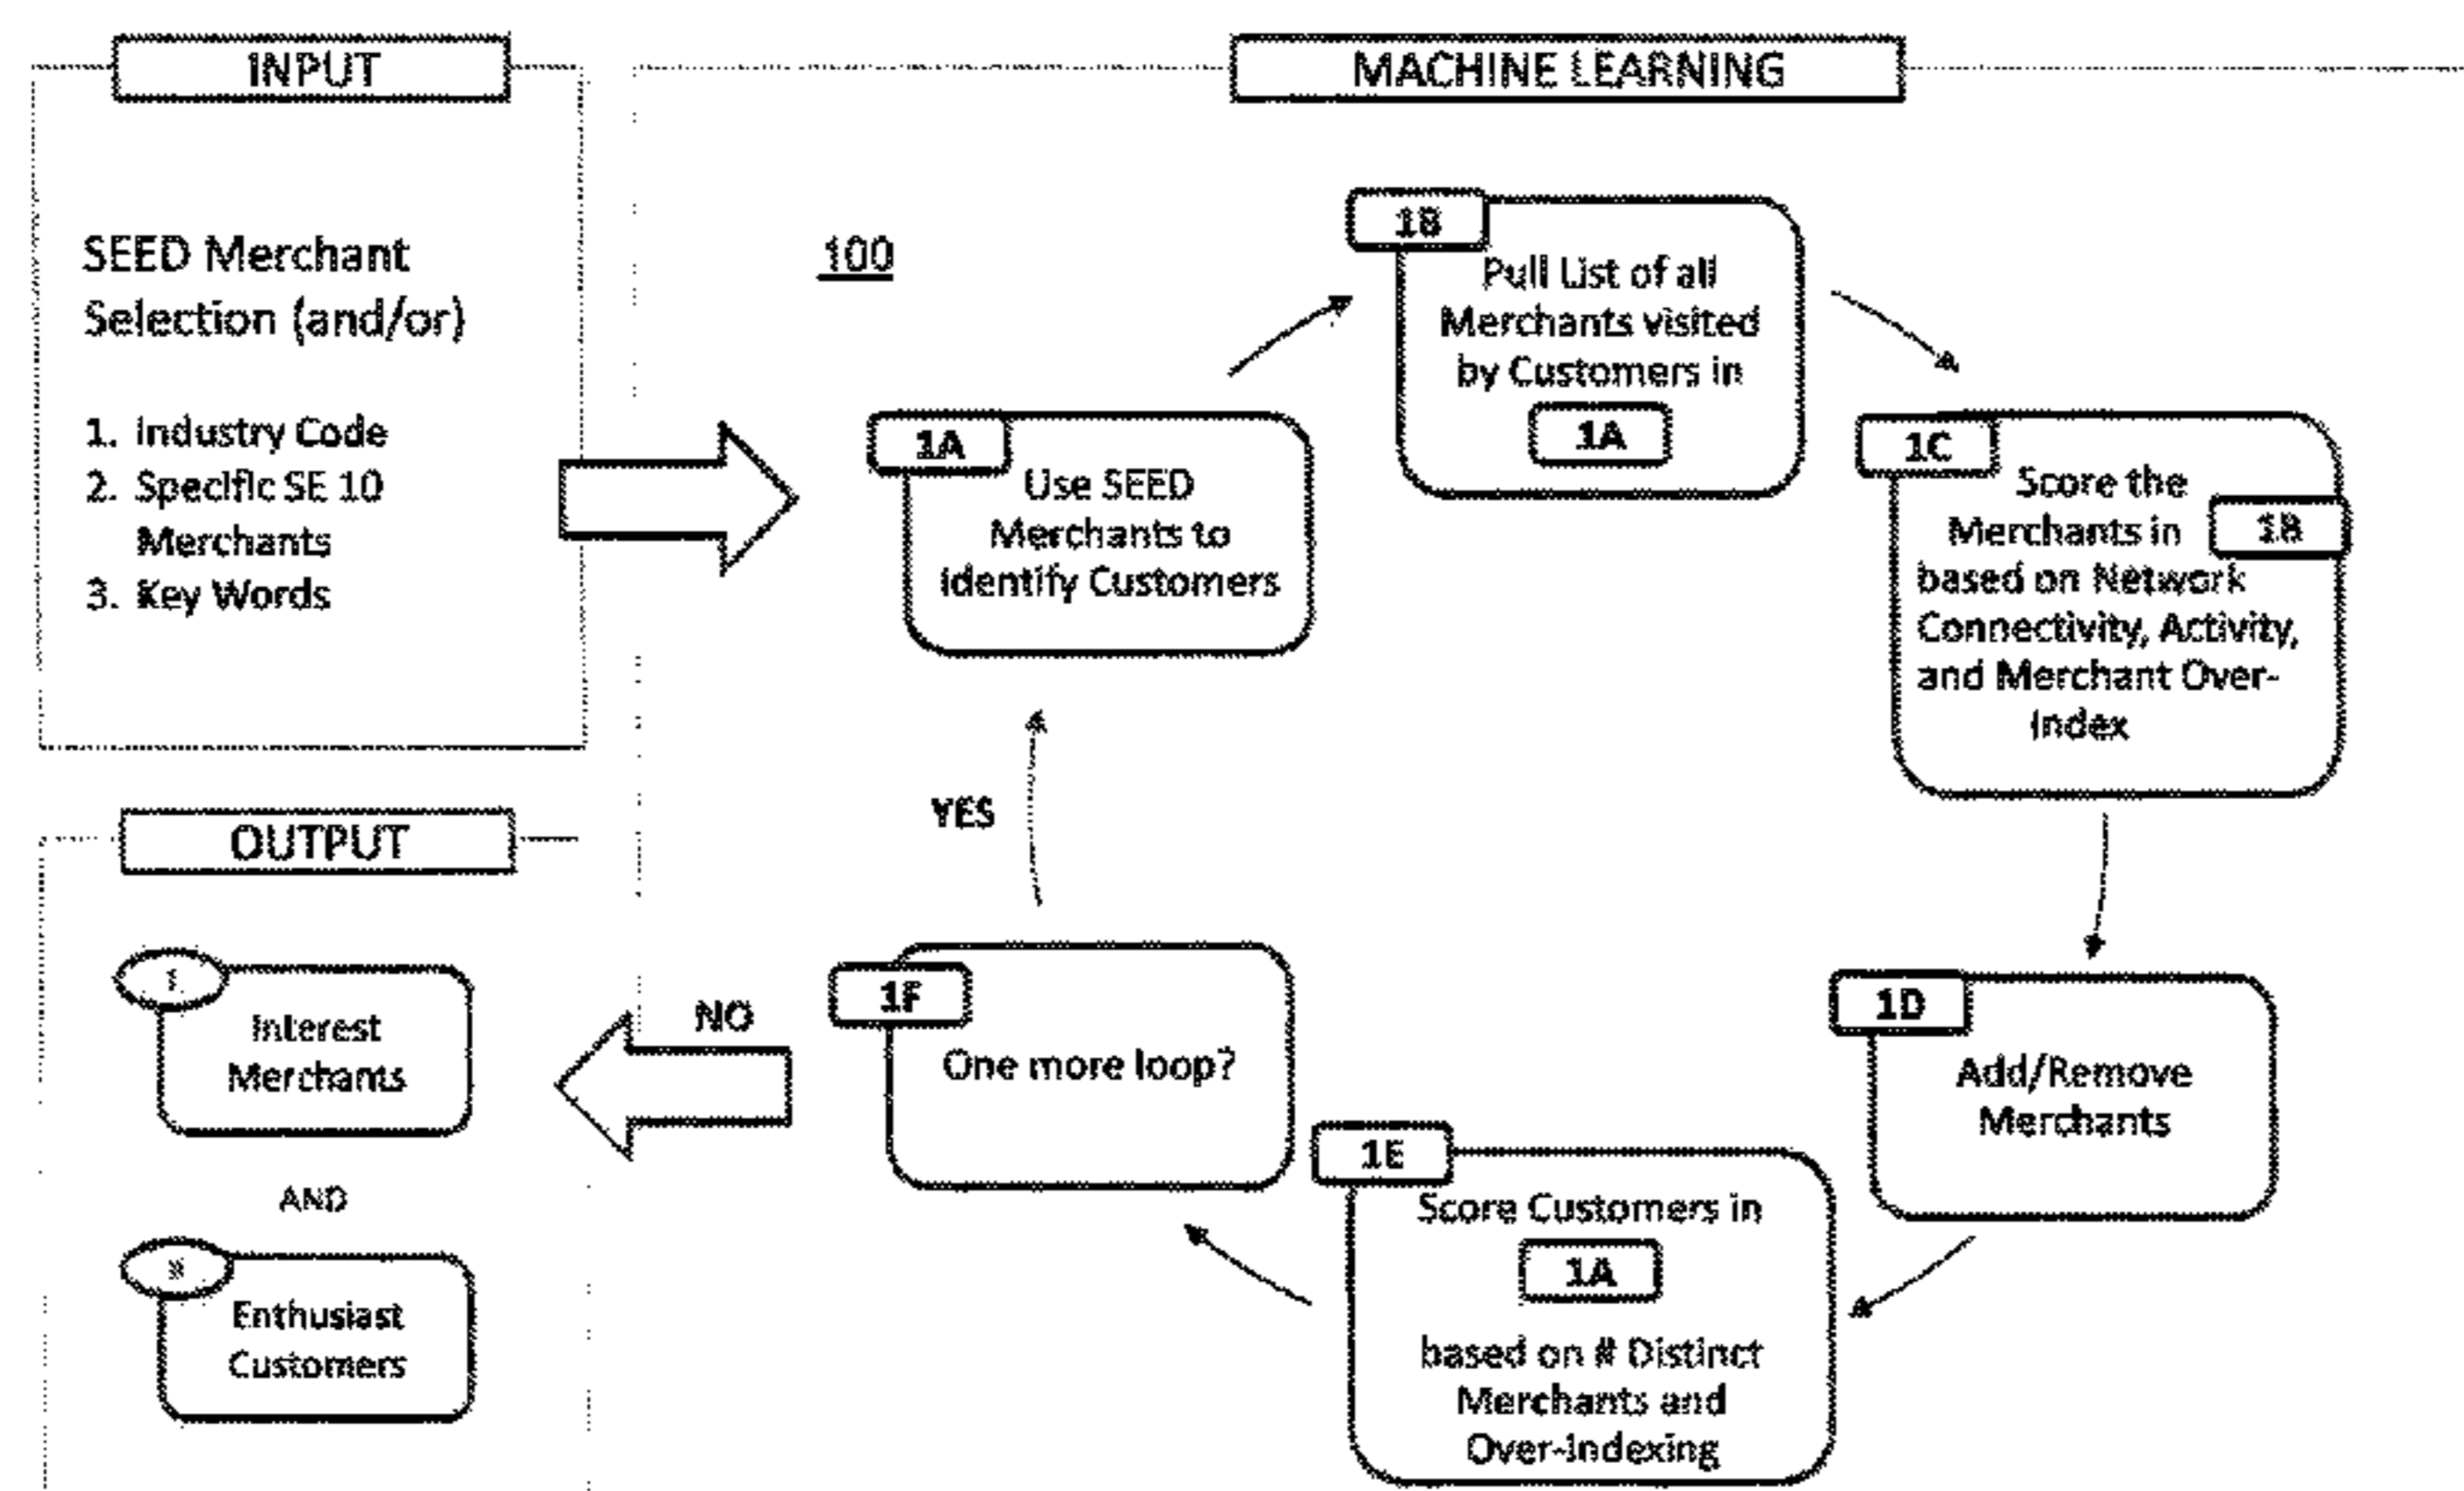 INPUT
SEED Merchant
Selection (and/or)
1. Industry Code
2. Specific SE 10
Merchants
3. Key Words
MACHINE LEARNING
100
1A
Use SEED
Merchants to
Identify Customers
1B
Pull List of all
Merchants visited
by Customers in
1A
1C
Score the
Merchants in 1B
based on Network
Connectivity, Activity,
and Merchant Over-
Index
1D
Add/Remove
Merchants
1E
Score Customers in
1A
based on # Distinct
Merchants and
Over-Indexing
1F
One more loop?
YES
NO
OUTPUT
I
Interest
Merchants
AND
II
Enthusiast
Customers